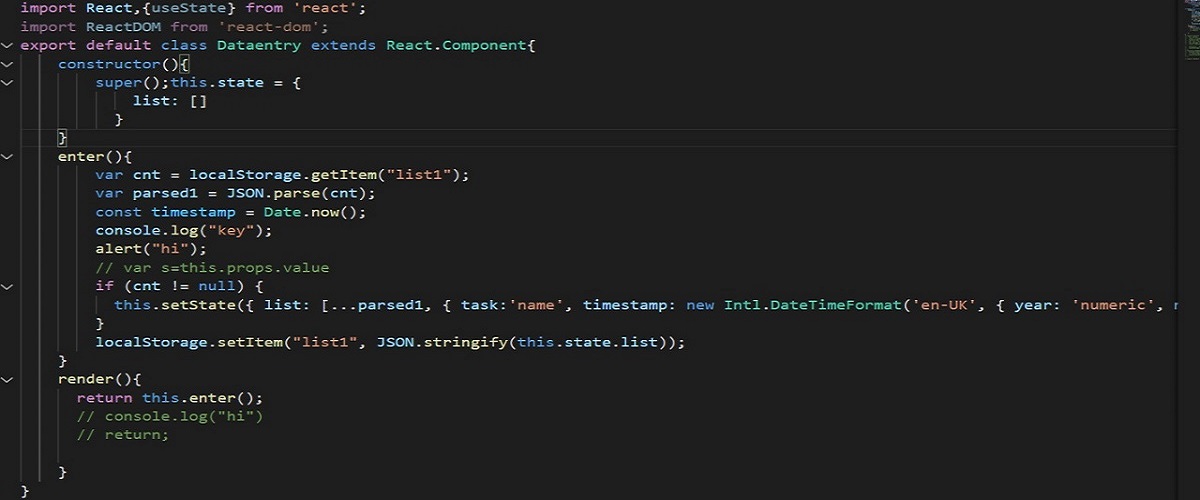 import React,{useState} from 'react';
import ReactDOM from 'react-dom';
export default class Dataentry extends React.Component{
    constructor(){
        super();this.state = {
            list: []
          }
    }
    enter(){
        var cnt = localStorage.getItem("list1");
        var parsed1 = JSON.parse(cnt);
        const timestamp = Date.now();
        console.log("key");
        alert("hi");
        // var s=this.props.value
        if (cnt != null) {
          this.setState({ list: [...parsed1, { task:'name', timestamp: new Intl.DateTimeFormat('en-UK', { year: 'numeric',
        }
        localStorage.setItem("list1", JSON.stringify(this.state.list));
    }
    render(){
      return this.enter();
      // console.log("hi")
      // return;
    }
}